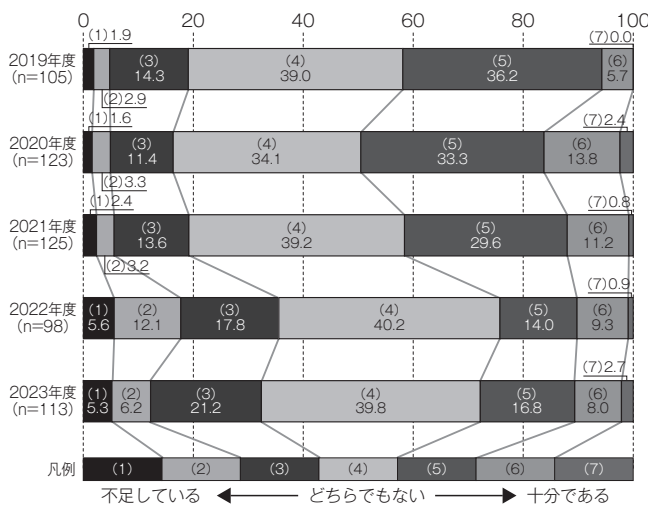 0 20 40 60 80 100
(1)1.9 (7)0.0
2019年度 (3) (4) (5) (6)
(n=105) 14.3 39.0 36.2 5.7
(2)2.9
(1)1.6 (7)2.4
2020年度 (3) (4) (5) (6)
(n=123) 11.4 34.1 33.3 13.8
(2)3.3
(1)2.4 (7)0.8
2021年度 (3) (4) (5) (6)
(n=125) 13.6 39.2 29.6 11.2
(2)3.2
(7)0.9
2022年度 (1) (2) (3) (4) (5) (6)
(n=98) 5.6 12.1 17.8 40.2 14.0 9.3
(7)2.7
2023年度 (1) (2) (3) (4) (5) (6)
(n=113) 5.3 6.2 21.2 39.8 16.8 8.0
凡例 (1) (2) (3) (4) (5) (6) (7)
不足している どちらでもない 十分である